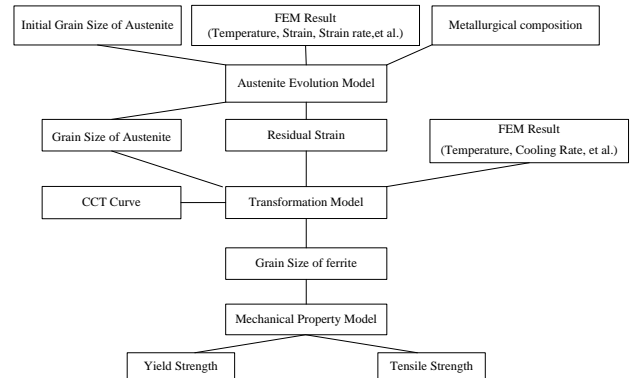 Initial Grain Size of Austenite
FEM Result
(Temperature, Strain, Strain rate,et al.)
Metallurgical composition
Austenite Evolution Model
Grain Size of Austenite
Residual Strain
FEM Result
(Temperature, Cooling Rate, et al.)
CCT Curve
Transformation Model
Grain Size of ferrite
Mechanical Property Model
Yield Strength
Tensile Strength